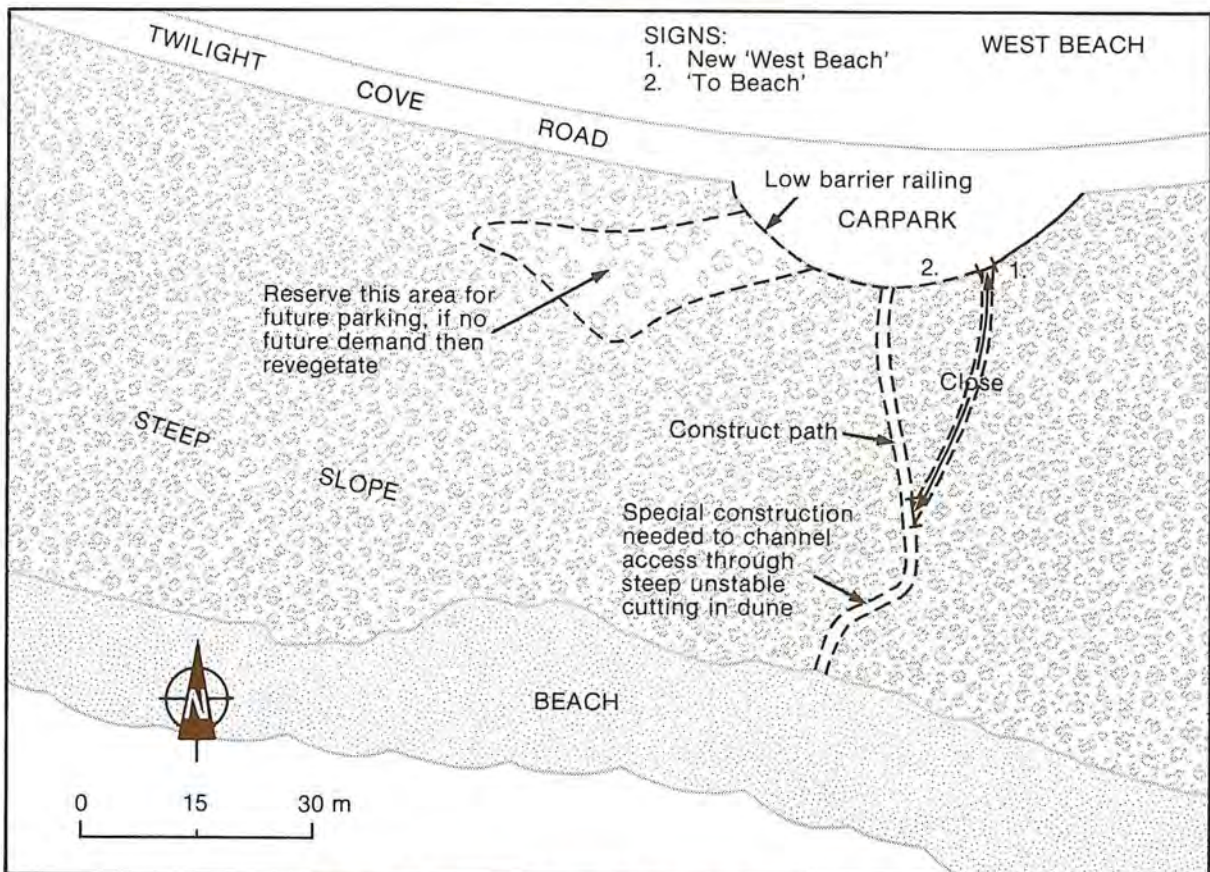 TWILIGHT
COVE
ROAD
SIGNS:
1. New 'West Beach'
2. 'To Beach'
WEST BEACH
Low barrier railing
CARPARK
2.
1.
Reserve this area for
future parking, if no
future demand then
revegetate
Close
Construct path
STEEP
SLOPE
Special construction
needed to channel
access through
steep unstable
cutting in dune
BEACH
N
0 15 30 m